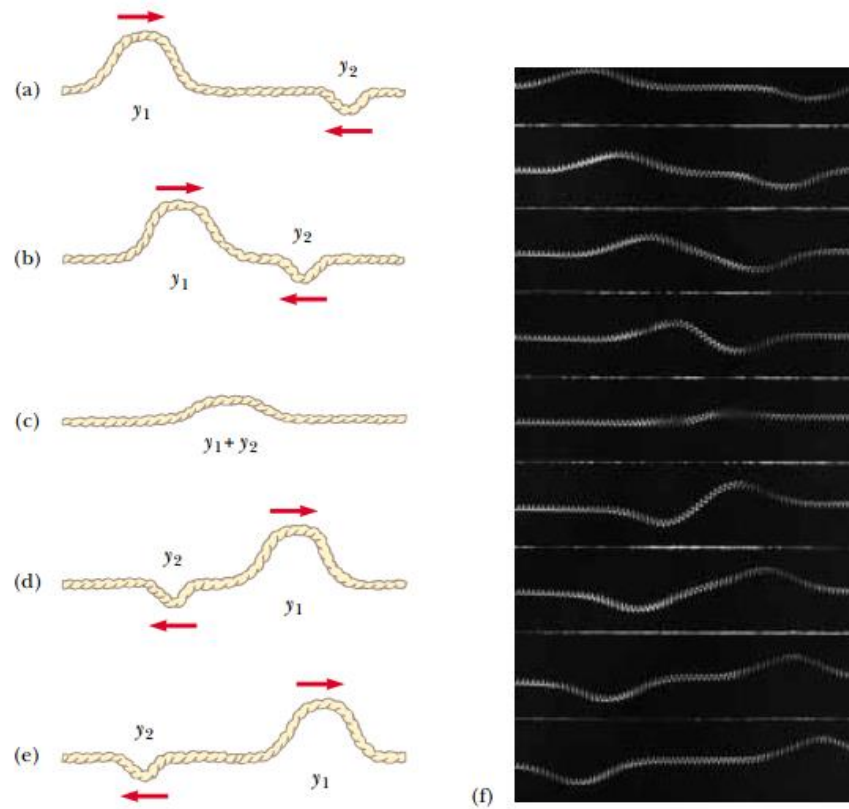 y₂
(a)
y₁
y₂
(b)
y₁
(c)
y₁ + y₂
y₂
(d)
y₁
y₂
(e)
y₁
(f)